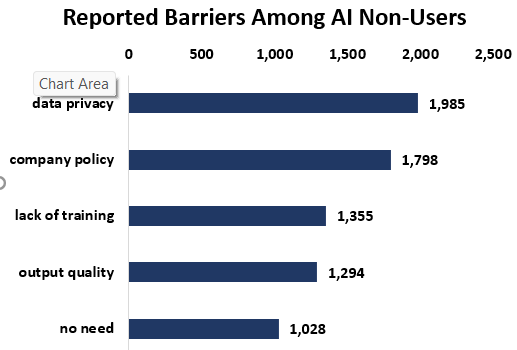 Reported Barriers Among AI Non-Users
0 500 1,000 1,500 2,000 2,500
Chart Area
data privacy 1,985
company policy 1,798
lack of training 1,355
output quality 1,294
no need 1,028